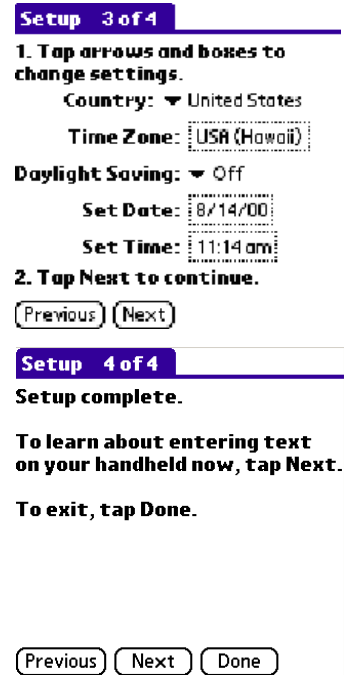 Setup 3 of 4
1. Tap arrows and boxes to
change settings.
Country: United States
Time Zone: USA (Hawaii)
Daylight Saving: Off
Set Date: 8/14/00
Set Time: 11:14 am
2. Tap Next to continue.
Previous Next
Setup 4 of 4
Setup complete.
To learn about entering text
on your handheld now, tap Next.
To exit, tap Done.
Previous Next Done